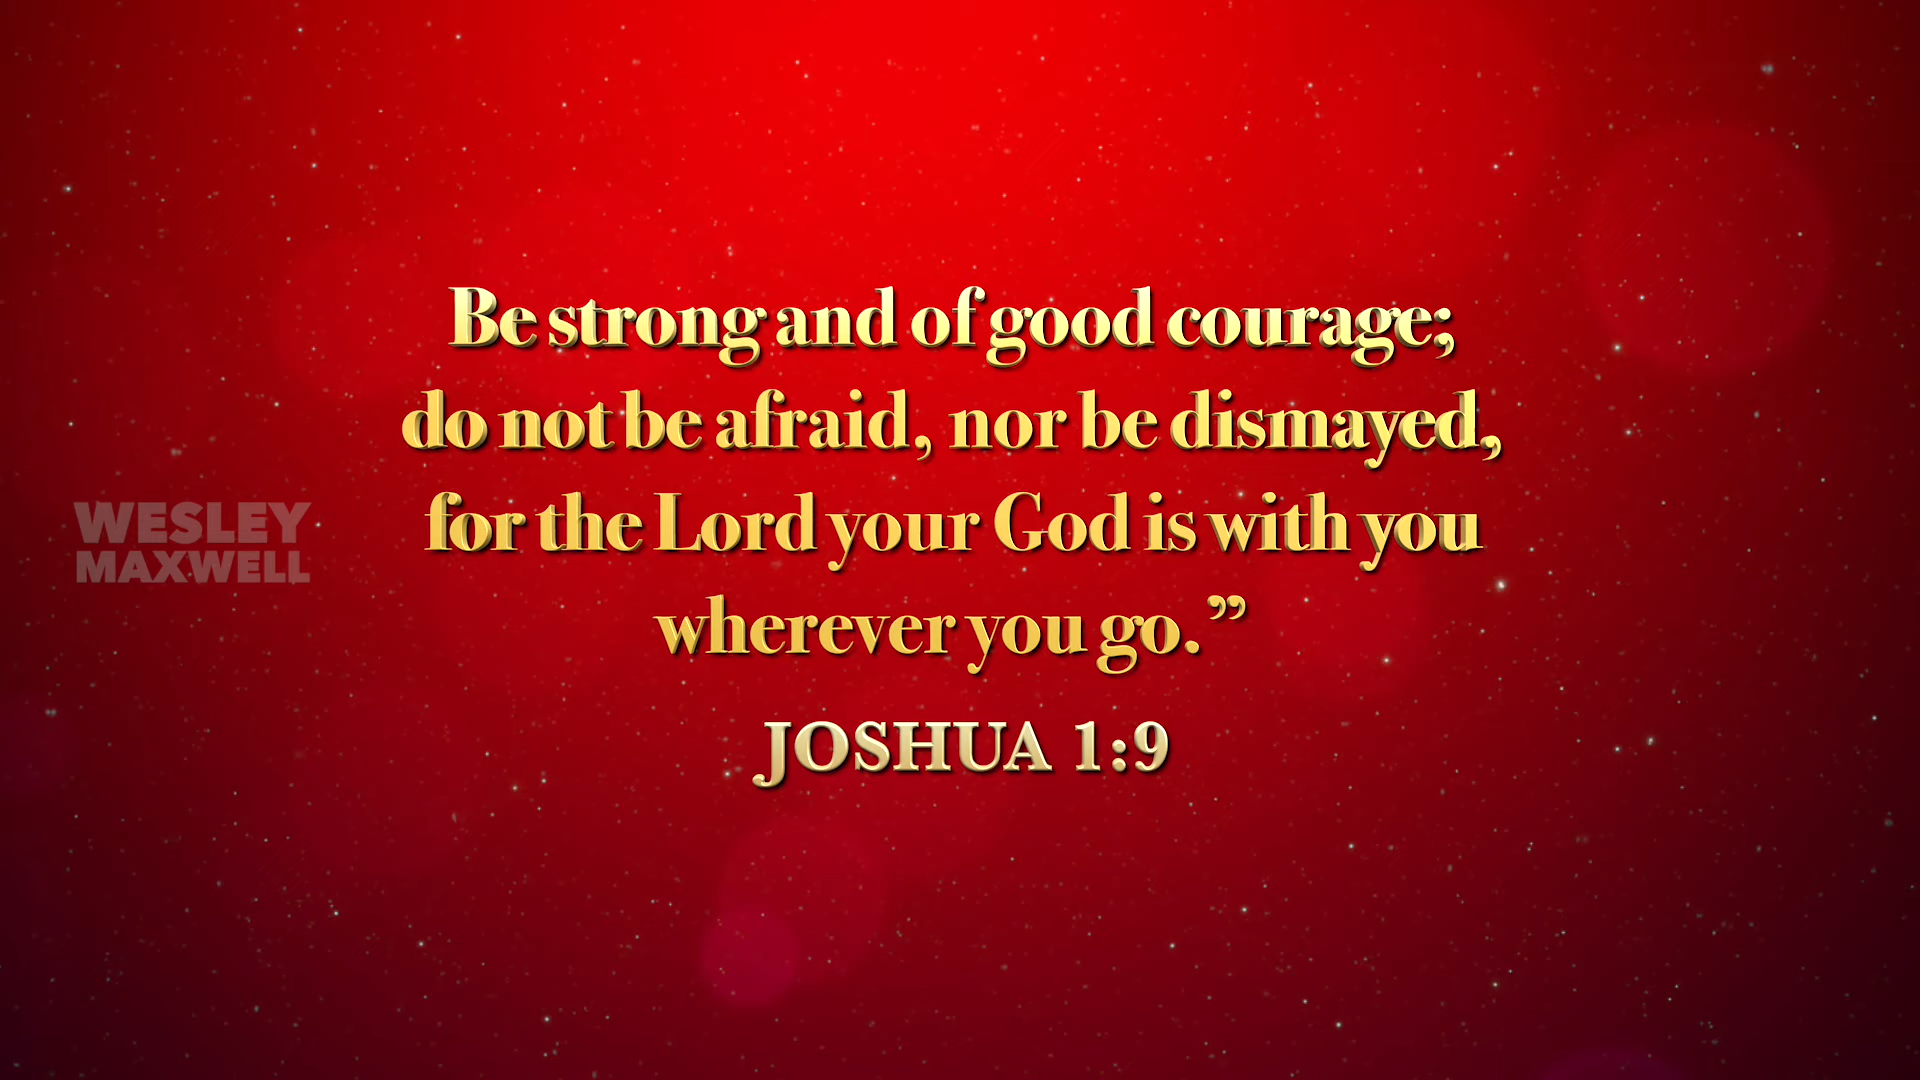 Be strong and of good courage;
do not be afraid, nor be dismayed,
for the Lord your God is with you
wherever you go.”
JOSHUA 1:9
WESLEY
MAXWELL